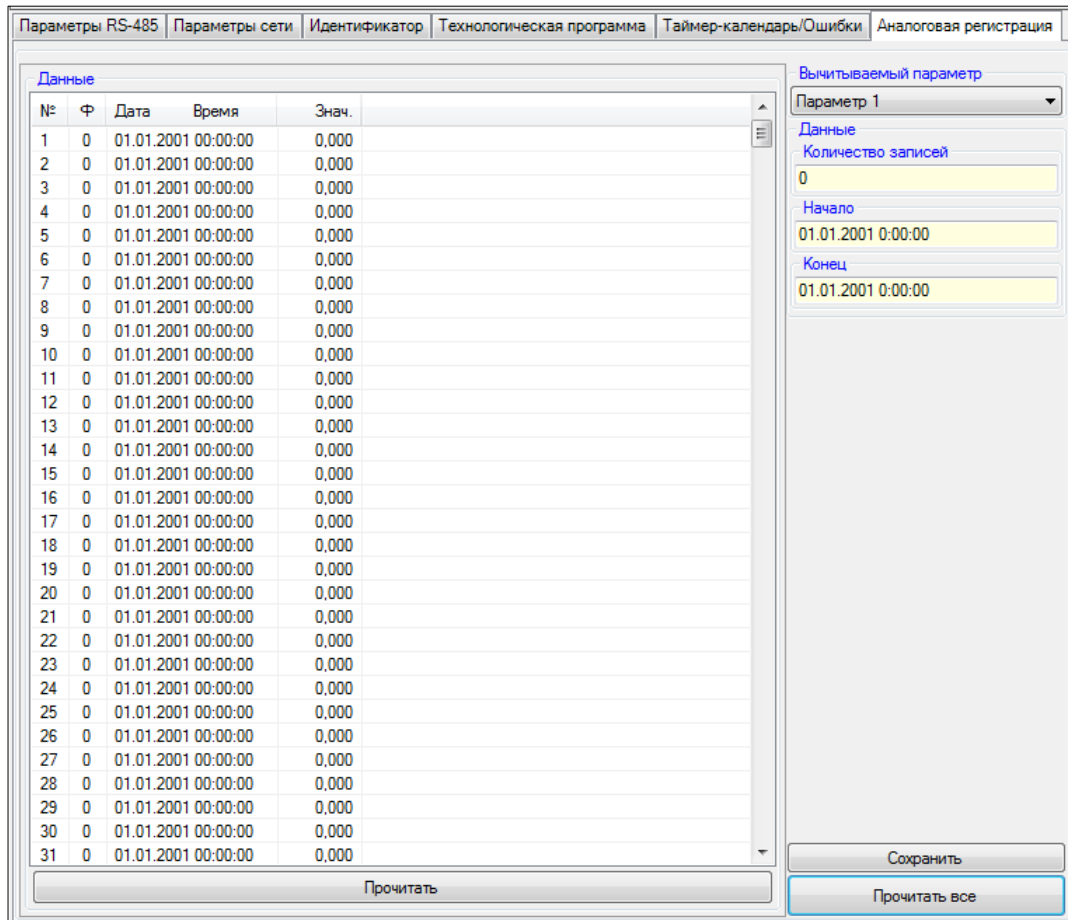 Параметры RS-485 Параметры сети Идентификатор Технологическая программа Таймер-календарь/Ошибки Аналоговая регистрация
Данные
№ Ф Дата Время Знач.
1 0 01.01.2001 00:00:00 0,000
2 0 01.01.2001 00:00:00 0,000
3 0 01.01.2001 00:00:00 0,000
4 0 01.01.2001 00:00:00 0,000
5 0 01.01.2001 00:00:00 0,000
6 0 01.01.2001 00:00:00 0,000
7 0 01.01.2001 00:00:00 0,000
8 0 01.01.2001 00:00:00 0,000
9 0 01.01.2001 00:00:00 0,000
10 0 01.01.2001 00:00:00 0,000
11 0 01.01.2001 00:00:00 0,000
12 0 01.01.2001 00:00:00 0,000
13 0 01.01.2001 00:00:00 0,000
14 0 01.01.2001 00:00:00 0,000
15 0 01.01.2001 00:00:00 0,000
16 0 01.01.2001 00:00:00 0,000
17 0 01.01.2001 00:00:00 0,000
18 0 01.01.2001 00:00:00 0,000
19 0 01.01.2001 00:00:00 0,000
20 0 01.01.2001 00:00:00 0,000
21 0 01.01.2001 00:00:00 0,000
22 0 01.01.2001 00:00:00 0,000
23 0 01.01.2001 00:00:00 0,000
24 0 01.01.2001 00:00:00 0,000
25 0 01.01.2001 00:00:00 0,000
26 0 01.01.2001 00:00:00 0,000
27 0 01.01.2001 00:00:00 0,000
28 0 01.01.2001 00:00:00 0,000
29 0 01.01.2001 00:00:00 0,000
30 0 01.01.2001 00:00:00 0,000
31 0 01.01.2001 00:00:00 0,000
Прочитать
Вычитываемый параметр
Параметр 1
Данные
Количество записей
0
Начало
01.01.2001 0:00:00
Конец
01.01.2001 0:00:00
Сохранить
Прочитать все